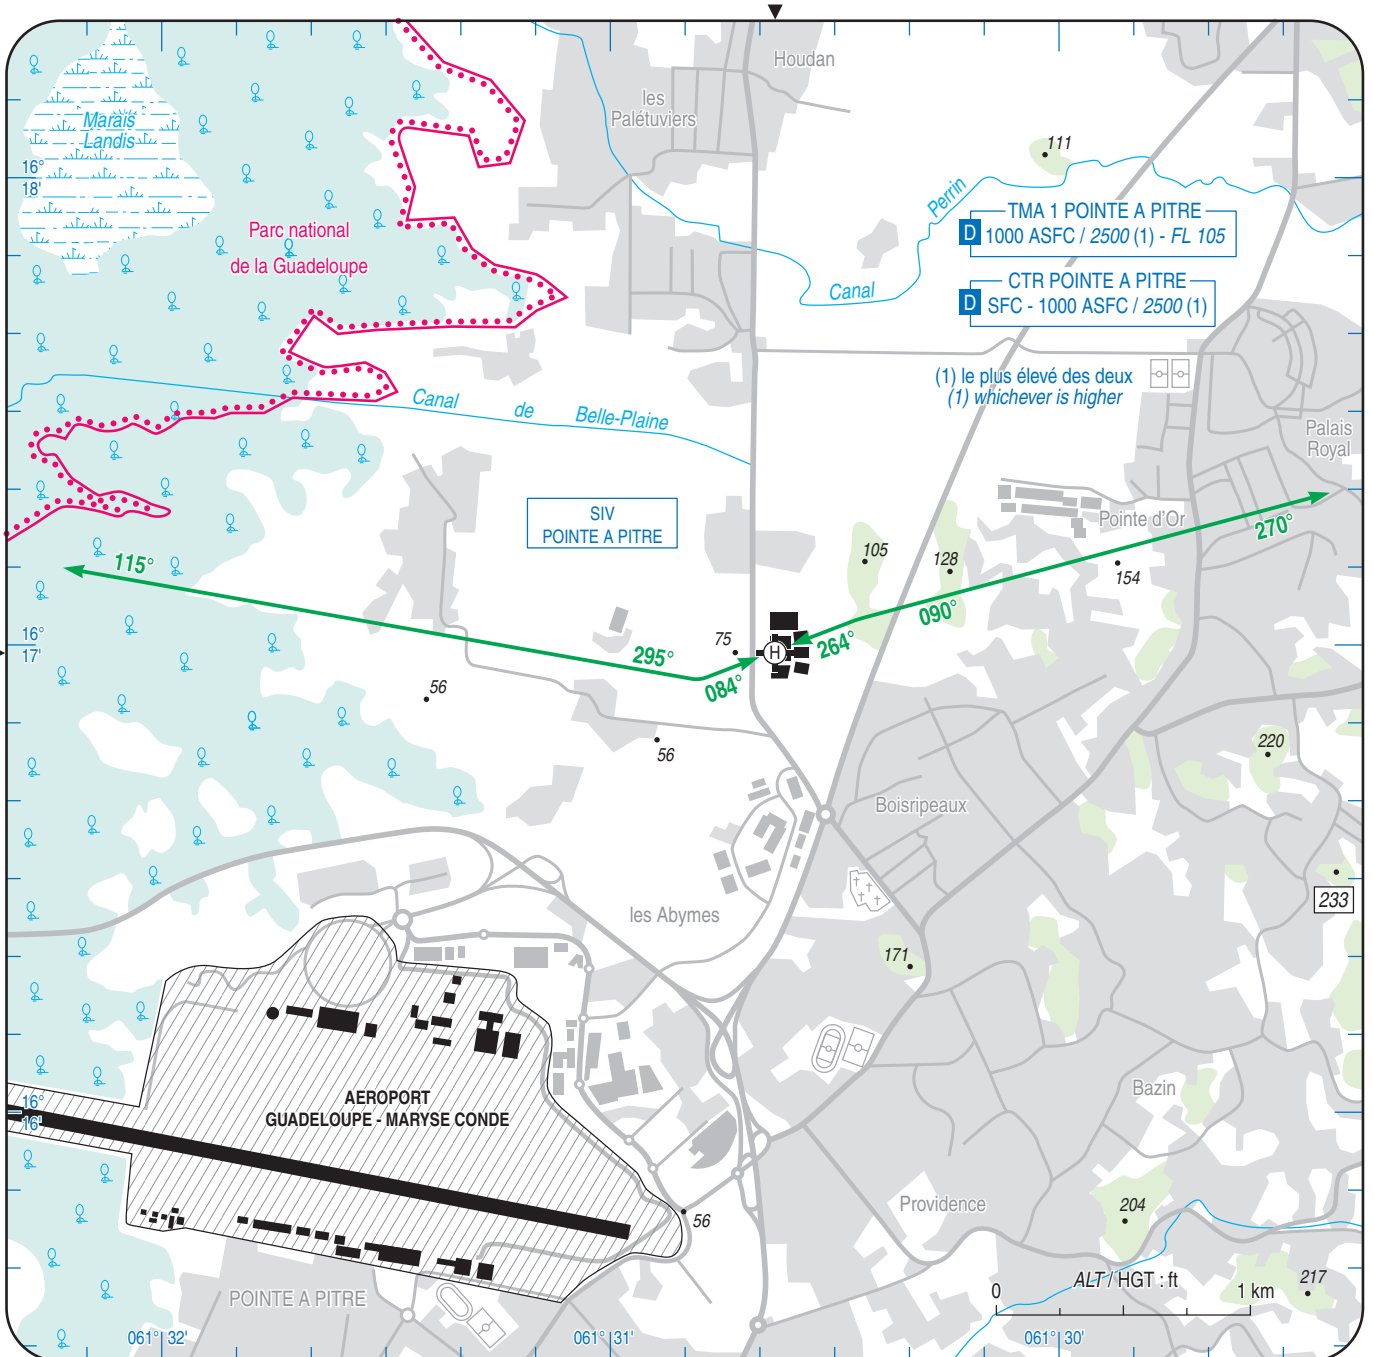 Houdan
les
Palétuviers
Marais
Landis
111
16°
18'
Perrin
TMA 1 POINTE A PITRE
D 1000 ASFC / 2500 (1) - FL 105
Parc national
de la Guadeloupe
CTR POINTE A PITRE
D SFC - 1000 ASFC / 2500 (1)
Canal
(1) le plus élevé des deux
(1) whichever is higher
Canal de Belle-Plaine
Palais
Royal
SIV
POINTE A PITRE
Pointe d'Or
270°
115°
105
128
154
090°
16°
17'
75
H
264°
295°
084°
56
56
220
Boisripeaux
233
les Abymes
171
AEROPORT
GUADELOUPE - MARYSE CONDE
Bazin
16°
16'
Providence
204
56
ALT / HGT : ft
0
1 km
217
POINTE A PITRE
061° 32'
061° 31'
061° 30'